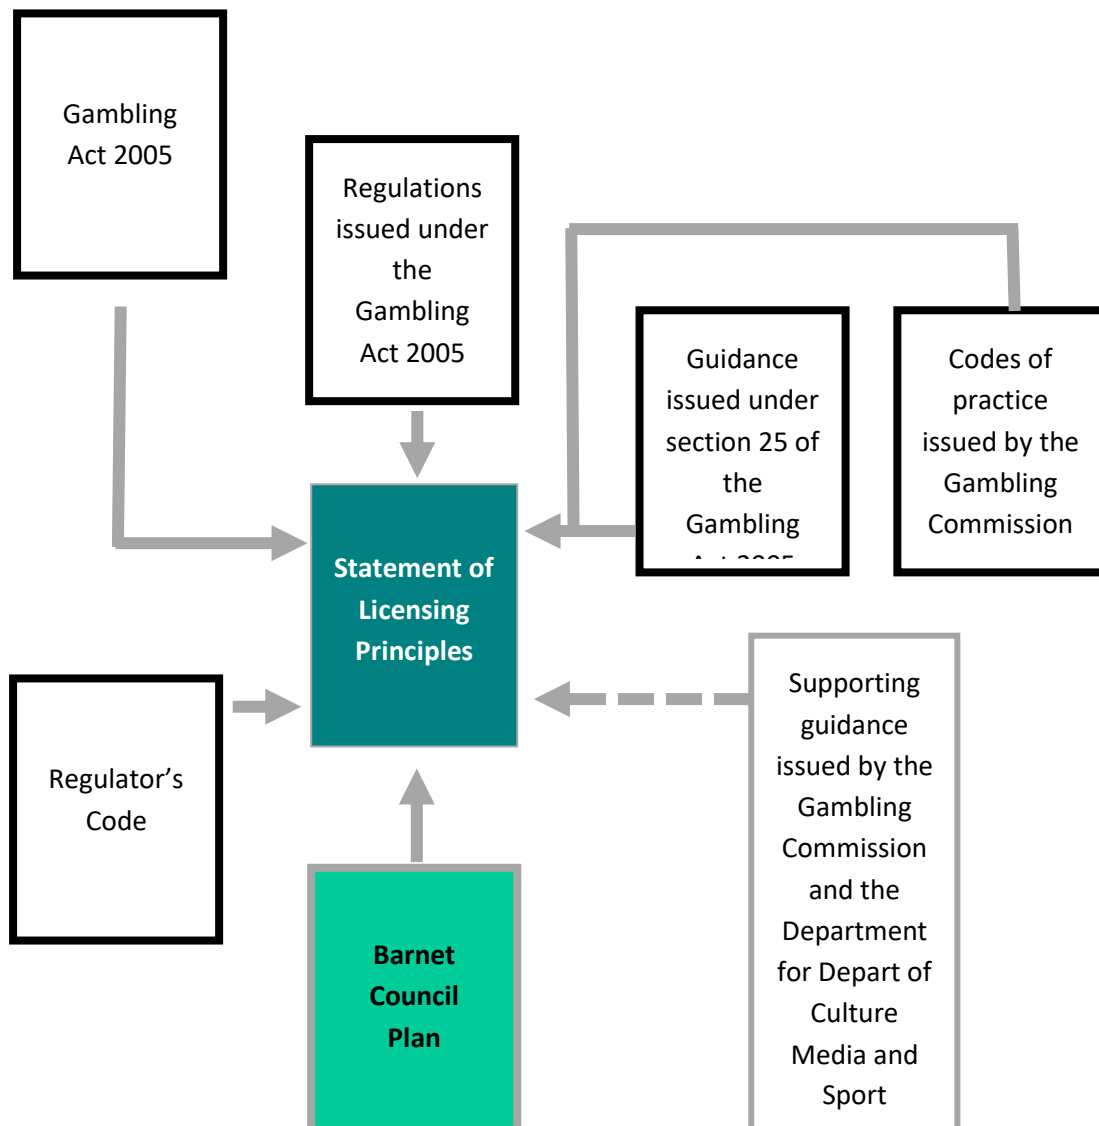 Gambling
Act 2005
Regulations
issued under
the
Gambling
Act 2005
Guidance
issued under
section 25 of
the
Gambling
Act 2005
Codes of
practice
issued by the
Gambling
Commission
Statement of
Licensing
Principles
Regulator’s
Code
Supporting
guidance
issued by the
Gambling
Commission
and the
Department
for Depart of
Culture
Media and
Sport
Barnet
Council
Plan